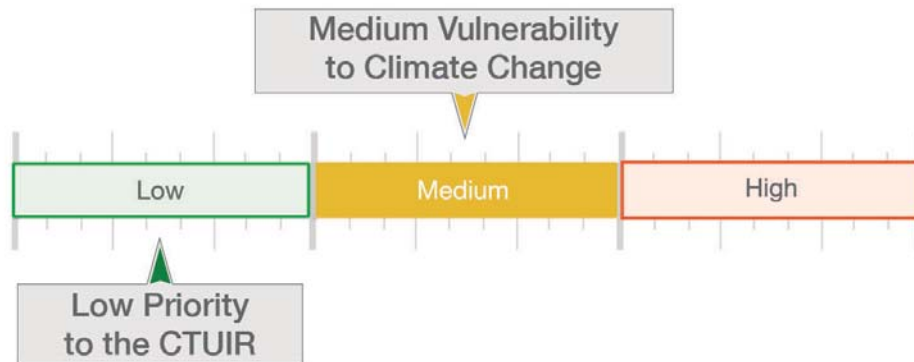 Medium Vulnerability
to Climate Change
Low
Medium
High
Low Priority
to the CTUIR